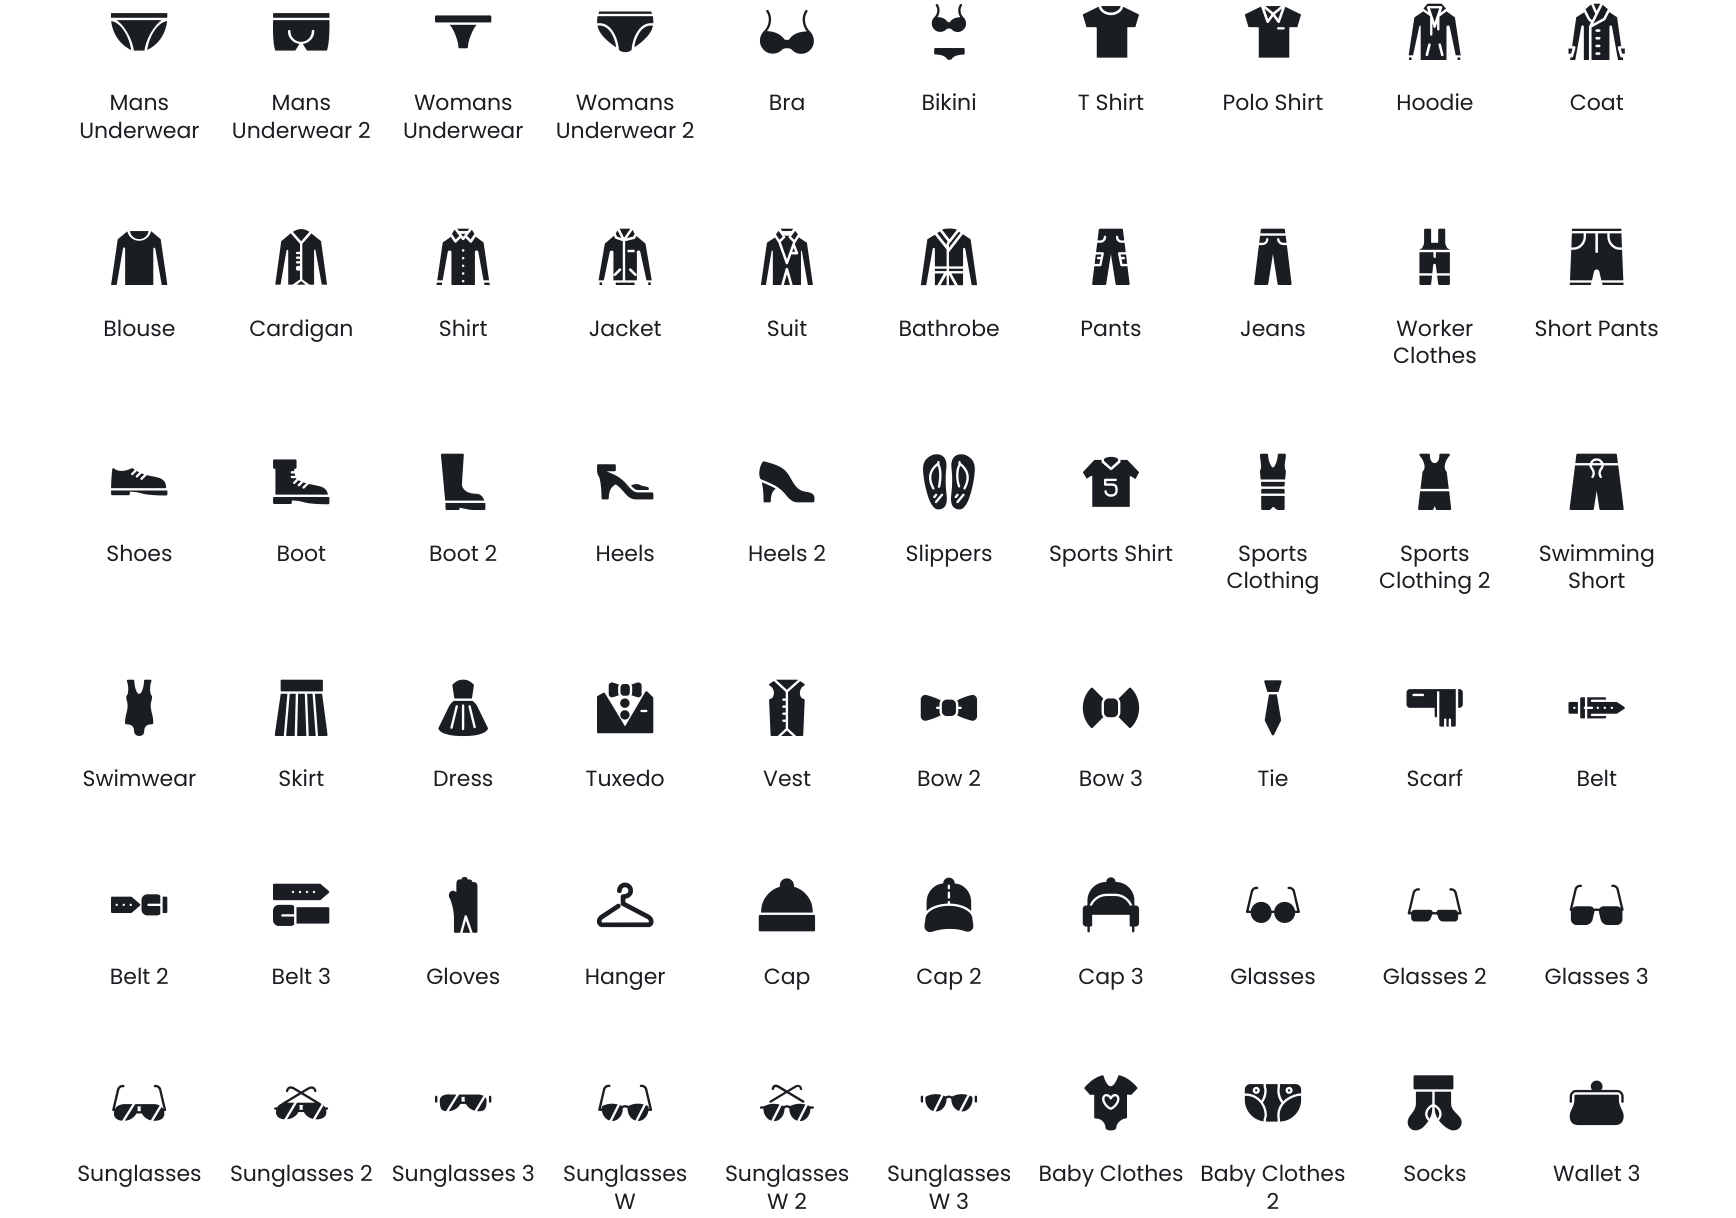 Mans Underwear
Mans Underwear 2
Womans Underwear
Womans Underwear 2
Bra
Bikini
T Shirt
Polo Shirt
Hoodie
Coat
Blouse
Cardigan
Shirt
Jacket
Suit
Bathrobe
Pants
Jeans
Worker Clothes
Short Pants
Shoes
Boot
Boot 2
Heels
Heels 2
Slippers
5
Sports Shirt
Sports Clothing
Sports Clothing 2
Swimming Short
Swimwear
Skirt
Dress
Tuxedo
Vest
Bow 2
Bow 3
Tie
Scarf
Belt
Belt 2
Belt 3
Gloves
Hanger
Cap
Cap 2
Cap 3
Glasses
Glasses 2
Glasses 3
Sunglasses
Sunglasses 2
Sunglasses 3
Sunglasses W
Sunglasses W 2
Sunglasses W 3
Baby Clothes
Baby Clothes 2
Socks
Wallet 3